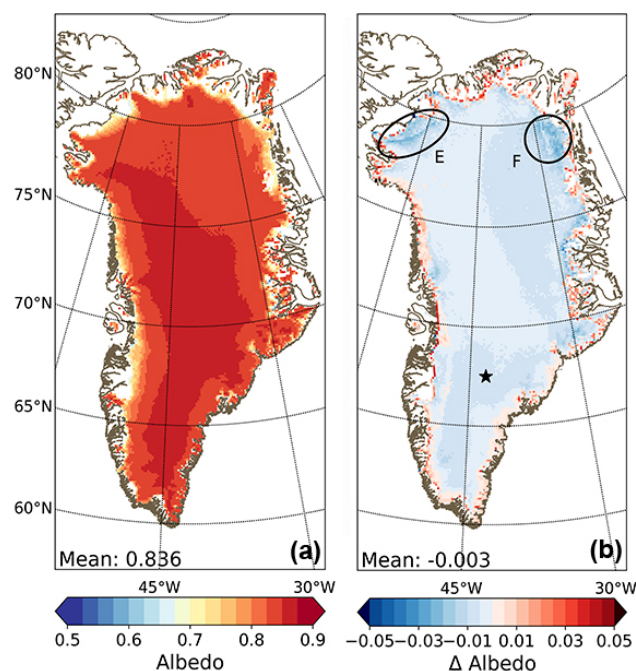 80°N
75°N
70°N
65°N
60°N
E
F
★
Mean: 0.836
(a)
Mean: -0.003
(b)
45°W
30°W
45°W
30°W
0.5 0.6 0.7 0.8 0.9
−0.05 −0.03 −0.01 0.01 0.03 0.05
Albedo
Δ Albedo